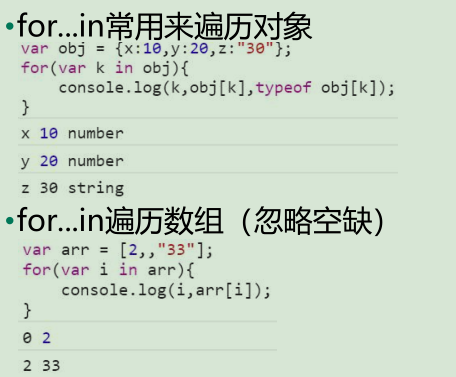 •for...in常用来遍历对象
var obj = {x:10,y:20,z:"30"};
for(var k in obj){
    console.log(k,obj[k],typeof obj[k]);
}
x 10 number
y 20 number
z 30 string
•for...in遍历数组（忽略空缺）
var arr = [2,,"33"];
for(var i in arr){
    console.log(i,arr[i]);
}
0 2
2 33